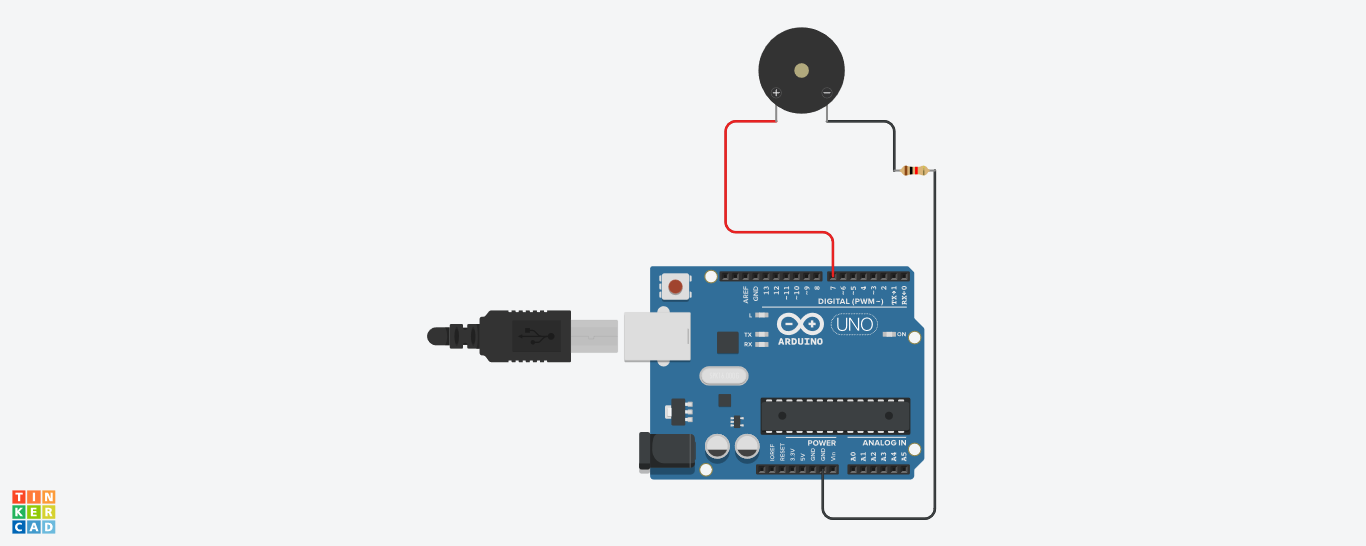 + −
AREF GND 13 12 ~11 ~10 ~9 8 7 ~6 ~5 4 ~3 2 TX→1 RX←0
DIGITAL (PWM~)
L
TX
RX
UNO
ON
ARDUINO
POWER
ANALOG IN
IOREF RESET 3.3V 5V GND GND Vin A0 A1 A2 A3 A4 A5
TIN
KER
CAD